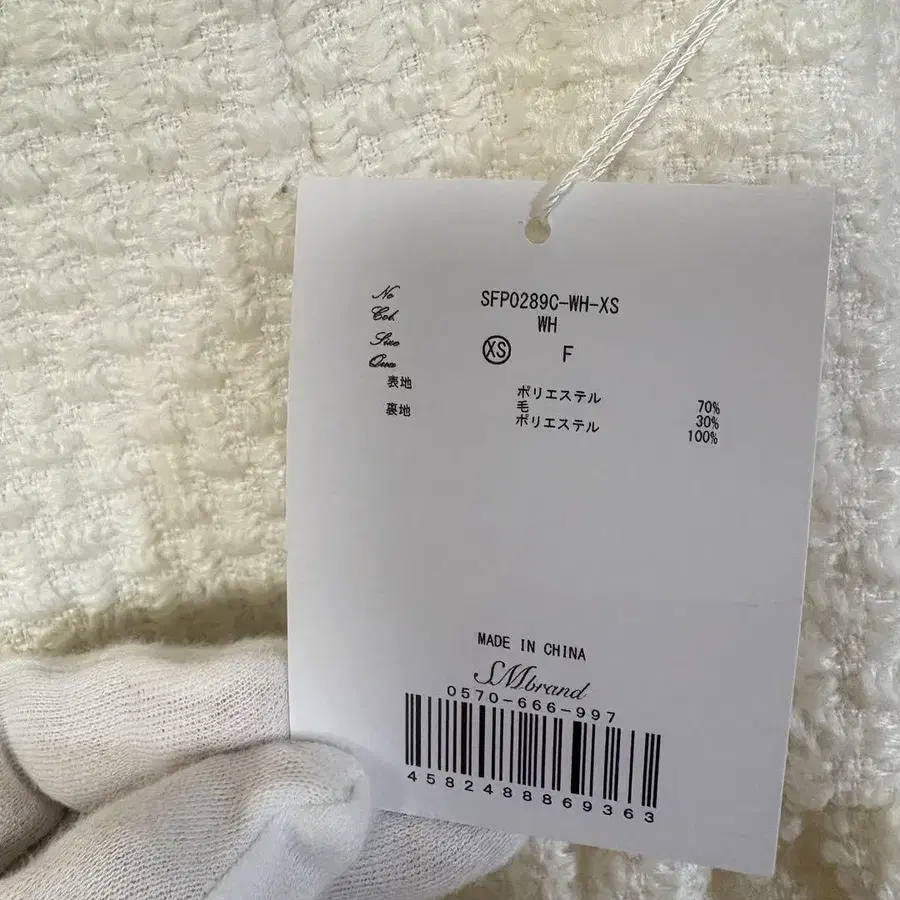 No SFP0289C-WH-XS
Col. WH
Size XS F
Qua
表地 ポリエステル 70%
毛 30%
裏地 ポリエステル 100%
MADE IN CHINA
SMbrand
0570-666-997
4582488869363